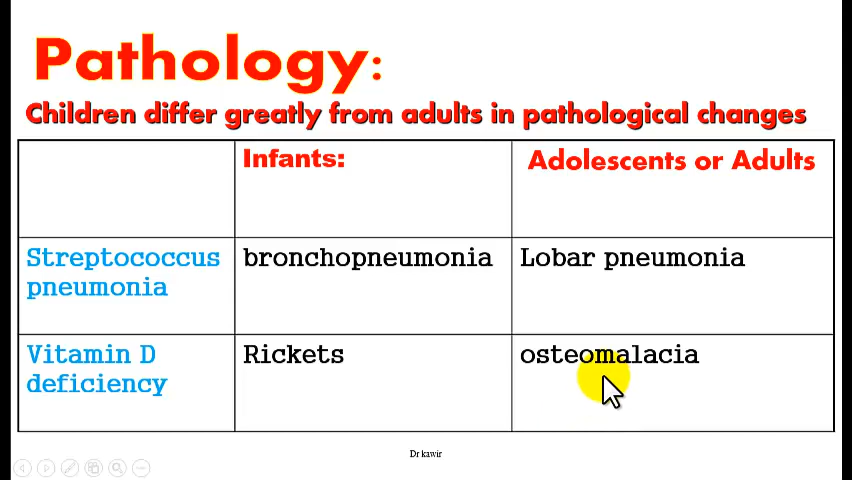 Pathology:
Children differ greatly from adults in pathological changes
Infants:
Adolescents or Adults
Streptococcus
pneumonia
bronchopneumonia
Lobar pneumonia
Vitamin D
deficiency
Rickets
osteomalacia
Dr kawir